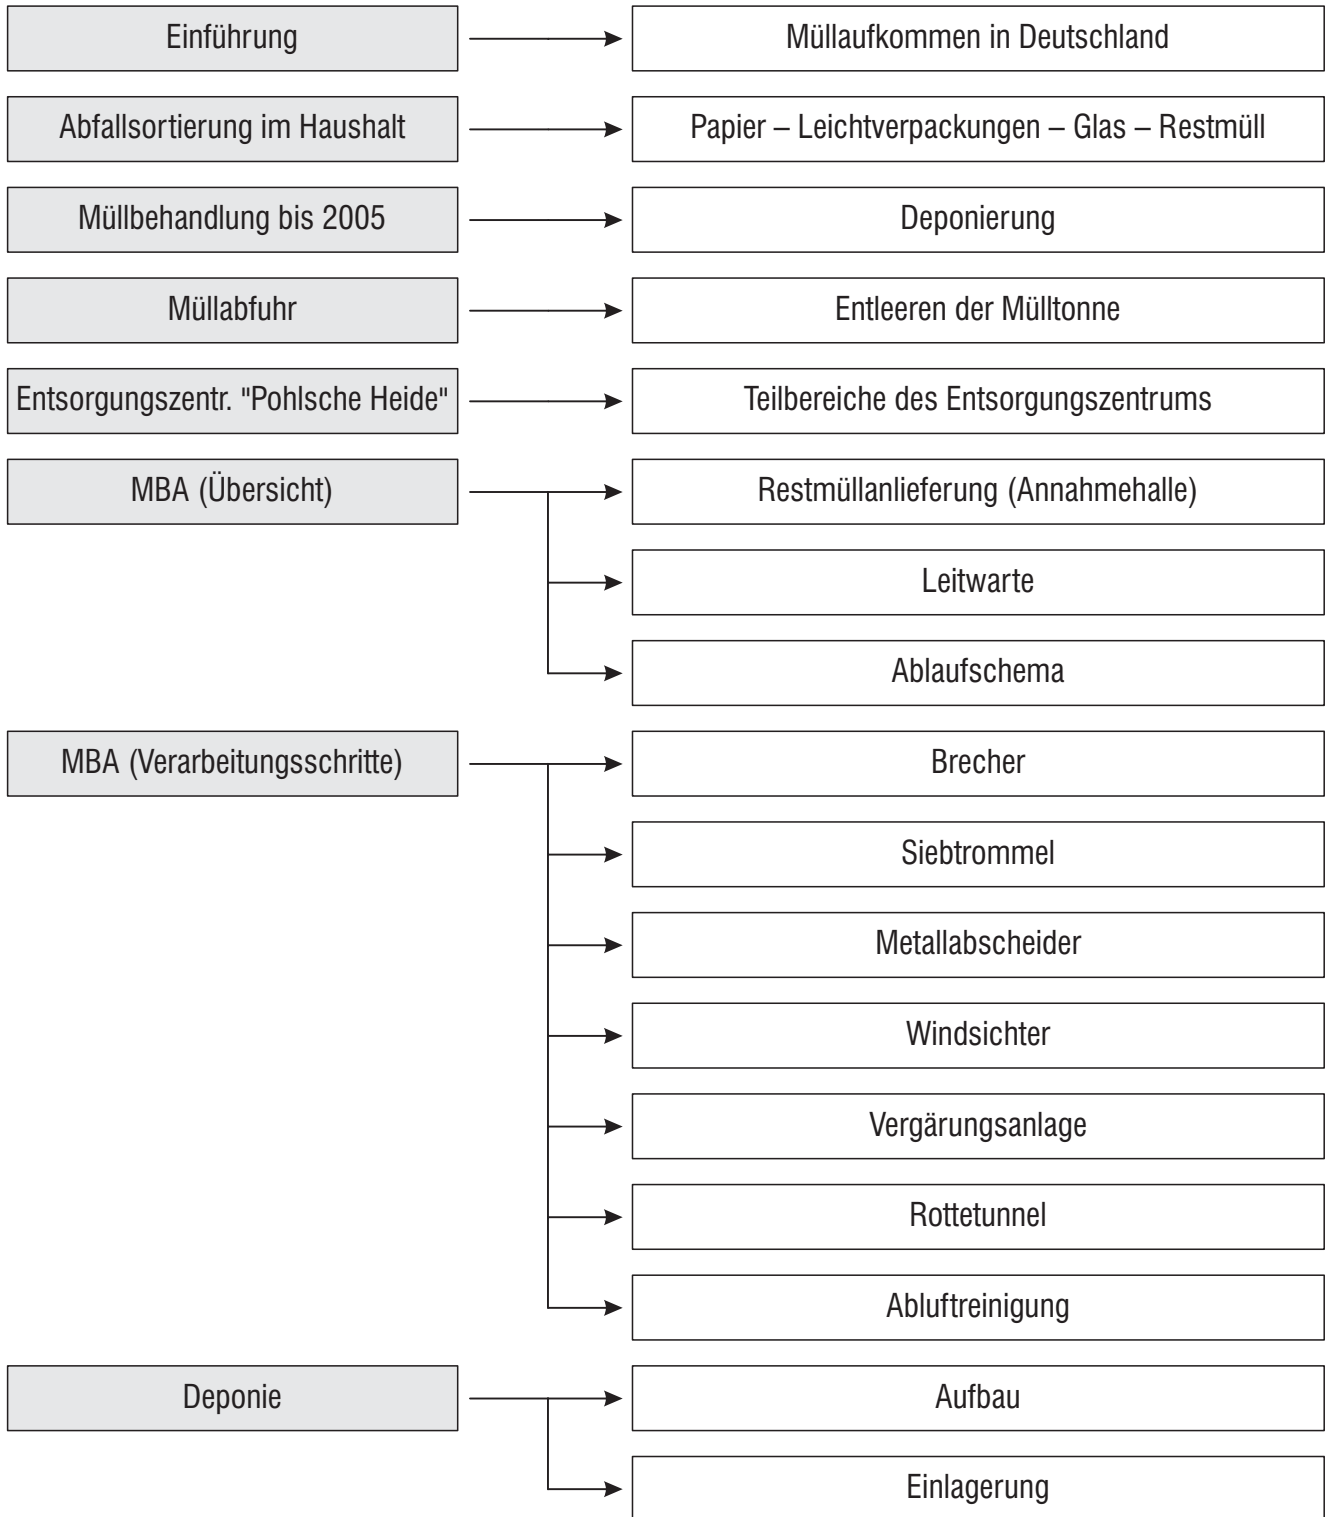 Einführung
Müllaufkommen in Deutschland
Abfallsortierung im Haushalt
Papier – Leichtverpackungen – Glas – Restmüll
Müllbehandlung bis 2005
Deponierung
Müllabfuhr
Entleeren der Mülltonne
Entsorgungszentr. "Pohlsche Heide"
Teilbereiche des Entsorgungszentrums
MBA (Übersicht)
Restmüllanlieferung (Annahmehalle)
Leitwarte
Ablaufschema
MBA (Verarbeitungsschritte)
Brecher
Siebtrommel
Metallabscheider
Windsichter
Vergärungsanlage
Rottetunnel
Abluftreinigung
Deponie
Aufbau
Einlagerung